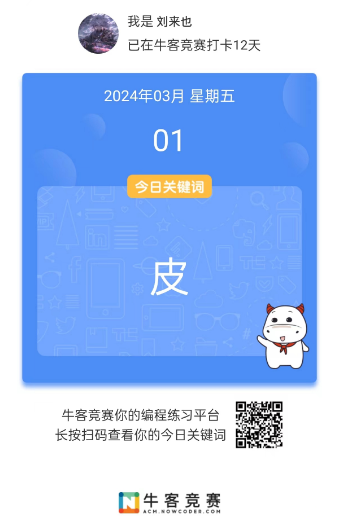 我是 刘来也
已在牛客竞赛打卡12天
2024年03月 星期五
01
今日关键词
皮
牛客竞赛你的编程练习平台
长按扫码查看你的今日关键词
牛客竞赛
ACM.NOWCODER.COM